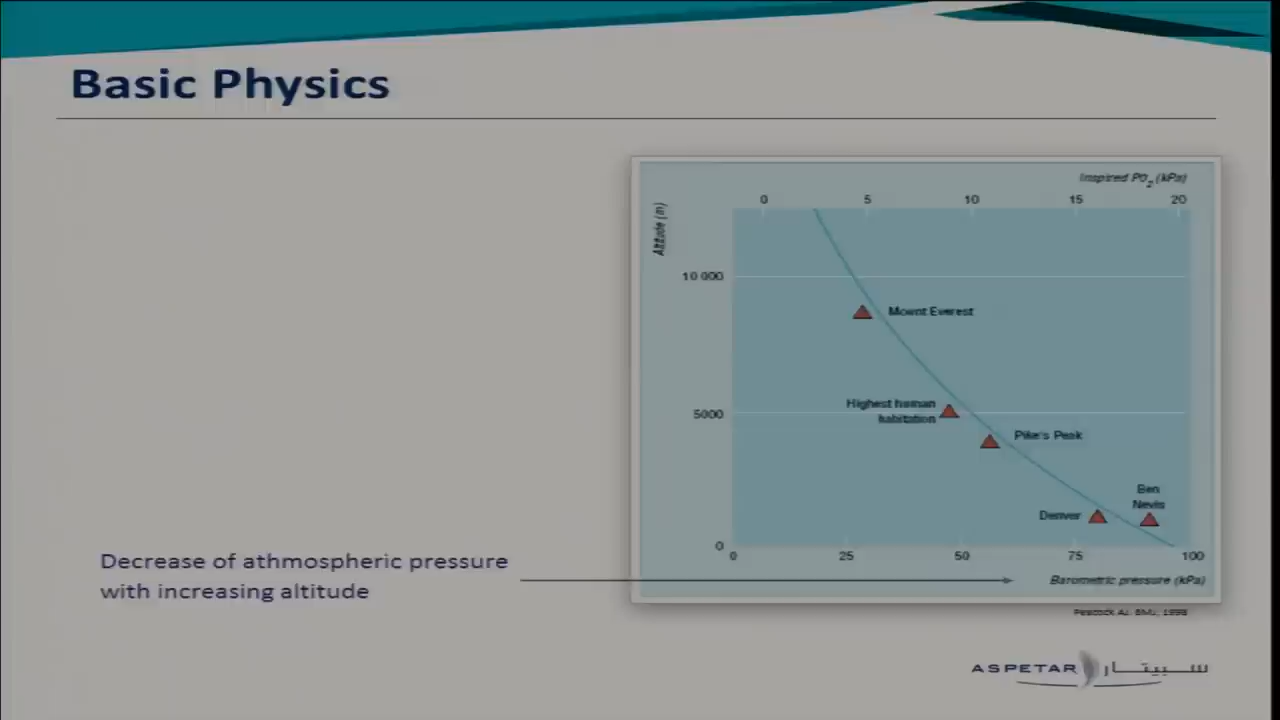 Basic Physics
Inspired PO2 (kPa)
0 5 10 15 20
Altitude (m)
10 000
Mount Everest
Highest human
habitation
5000
Pike's Peak
Ben
Nevis
Denver
0
0 25 50 75 100
Barometric pressure (kPa)
Decrease of athmospheric pressure
with increasing altitude
Peacock AJ. BMJ, 1998
ASPETAR سبيتار